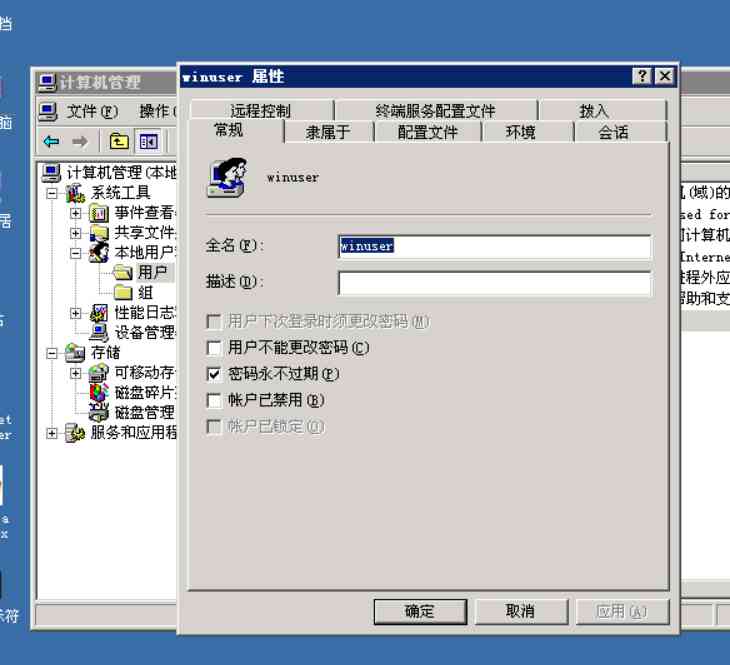 计算机管理
winuser 属性
文件(F) 操作(
远程控制 终端服务配置文件 拨入
常规 隶属于 配置文件 环境 会话
winuser
全名(F): winuser
描述(D):
用户下次登录时须更改密码(M)
用户不能更改密码(C)
密码永不过期(P)
帐户已禁用(B)
帐户已锁定(O)
确定 取消 应用(A)
计算机管理(本地
系统工具
事件查看
共享文件
本地用户
用户
组
性能日志
设备管理
存储
可移动存
磁盘碎片
磁盘管理
服务和应用程
(域)的
sed for
计算机
Interne
程外应
帮助和支